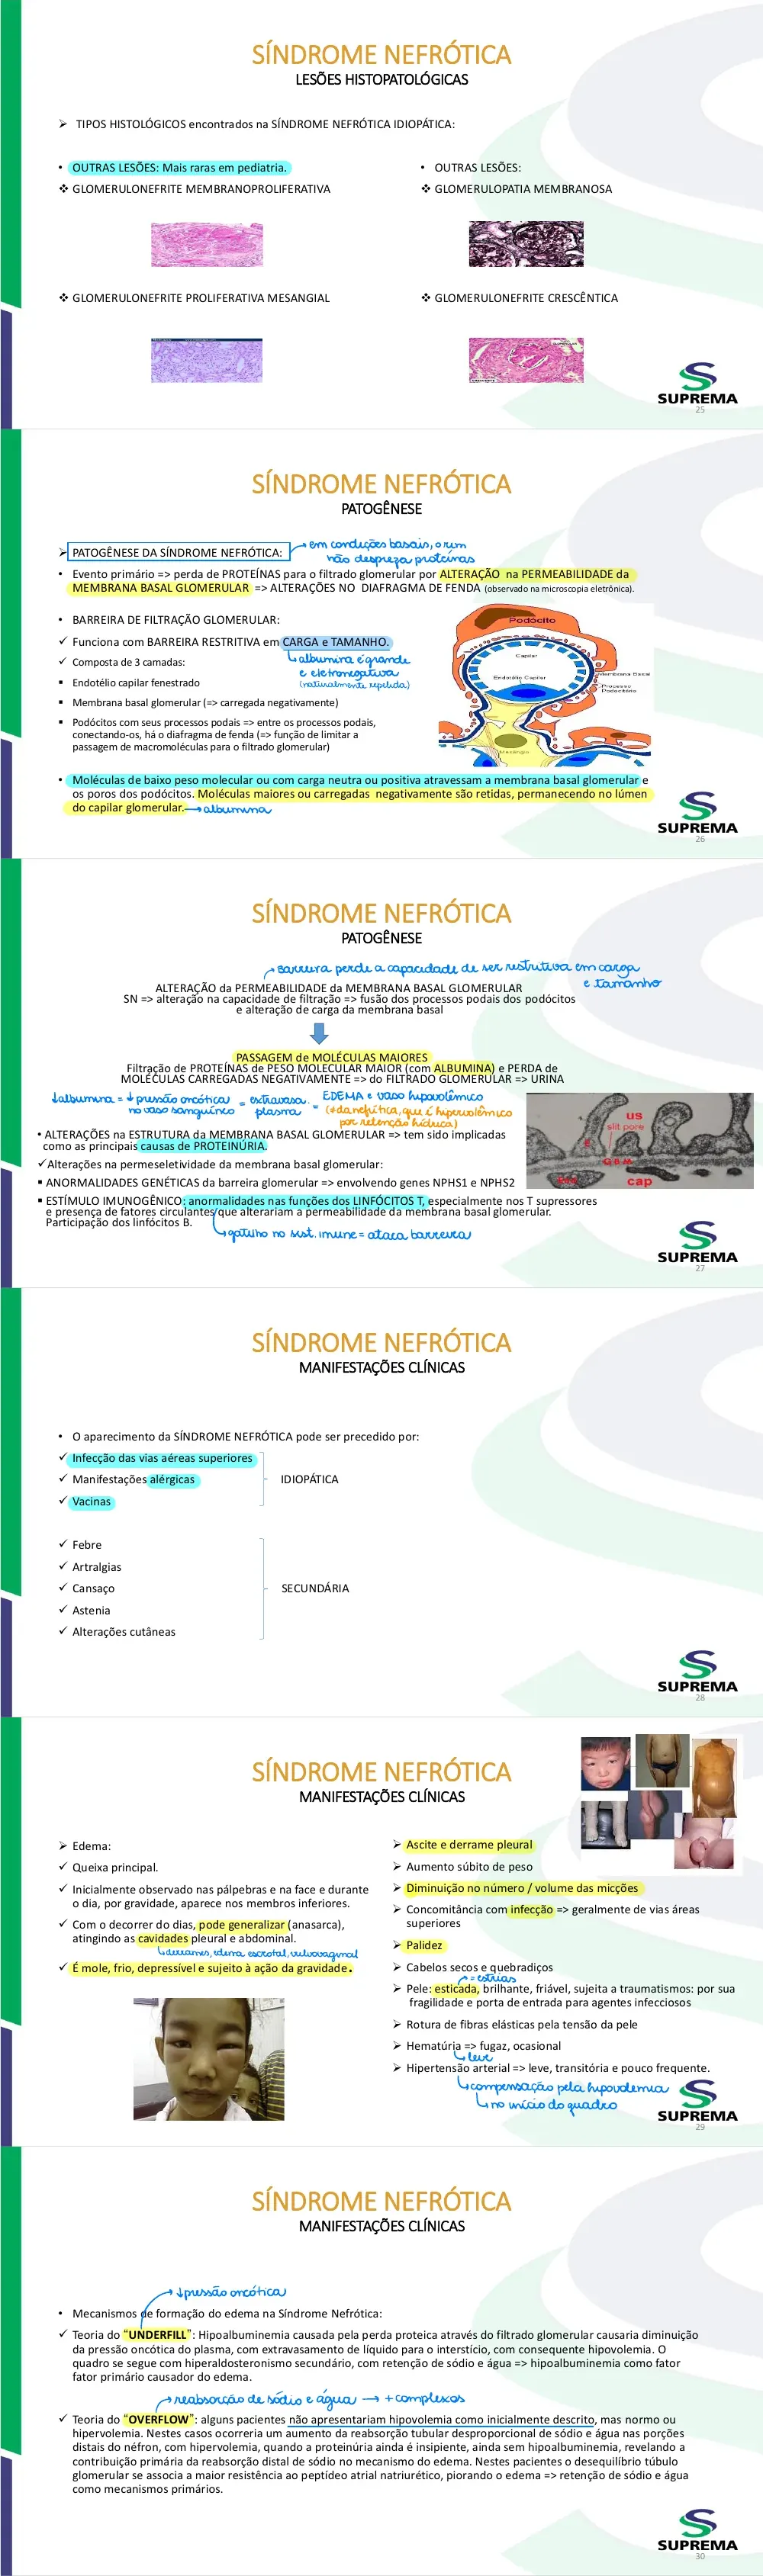 SÍNDROME NEFRÓTICA
LESÕES HISTOPATOLÓGICAS
➢ TIPOS HISTOLÓGICOS encontrados na SÍNDROME NEFRÓTICA IDIOPÁTICA:
• OUTRAS LESÕES: Mais raras em pediatria.
❖ GLOMERULONEFRITE MEMBRANOPROLIFERATIVA
❖ GLOMERULONEFRITE PROLIFERATIVA MESANGIAL
• OUTRAS LESÕES:
❖ GLOMERULOPATIA MEMBRANOSA
❖ GLOMERULONEFRITE CRESCÊNTICA
SUPREMA
25
SÍNDROME NEFRÓTICA
PATOGÊNESE
➢ PATOGÊNESE DA SÍNDROME NEFRÓTICA:
em condições basais, o rim
não despreza proteínas
• Evento primário => perda de PROTEÍNAS para o filtrado glomerular por ALTERAÇÃO na PERMEABILIDADE da
MEMBRANA BASAL GLOMERULAR => ALTERAÇÕES NO DIAFRAGMA DE FENDA (observado na microscopia eletrônica).
• BARREIRA DE FILTRAÇÃO GLOMERULAR:
✓ Funciona com BARREIRA RESTRITIVA em CARGA e TAMANHO.
albumina é grande
e eletronegativa
(naturalmente repelida)
✓ Composta de 3 camadas:
▪ Endotélio capilar fenestrado
▪ Membrana basal glomerular (=> carregada negativamente)
▪ Podócitos com seus processos podais => entre os processos podais,
conectando-os, há o diafragma de fenda (=> função de limitar a
passagem de macromoléculas para o filtrado glomerular)
Podócito
Capilar
Endotélio Capilar
Membrana Basal
Processo
Podocitário
Mesângio
• Moléculas de baixo peso molecular ou com carga neutra ou positiva atravessam a membrana basal glomerular e
os poros dos podócitos. Moléculas maiores ou carregadas negativamente são retidas, permanecendo no lúmen
do capilar glomerular. → albumina
SUPREMA
26
SÍNDROME NEFRÓTICA
PATOGÊNESE
barreira perde a capacidade de ser restritiva em carga
e tamanho
ALTERAÇÃO da PERMEABILIDADE da MEMBRANA BASAL GLOMERULAR
SN => alteração na capacidade de filtração => fusão dos processos podais dos podócitos
e alteração de carga da membrana basal
PASSAGEM de MOLÉCULAS MAIORES
Filtração de PROTEÍNAS de PESO MOLECULAR MAIOR (com ALBUMINA) e PERDA de
MOLÉCULAS CARREGADAS NEGATIVAMENTE => do FILTRADO GLOMERULAR => URINA
↓albumina = ↓pressão oncótica
no vaso sanguíneo = extravasa.
plasma = EDEMA e vaso hipovolêmico
(≠ da nefrítica, que é hipervolêmico
por retenção hídrica)
• ALTERAÇÕES na ESTRUTURA da MEMBRANA BASAL GLOMERULAR => tem sido implicadas
como as principais causas de PROTEINÚRIA.
✓Alterações na permeseletividade da membrana basal glomerular:
▪ ANORMALIDADES GENÉTICAS da barreira glomerular => envolvendo genes NPHS1 e NPHS2
▪ ESTÍMULO IMUNOGÊNICO: anormalidades nas funções dos LINFÓCITOS T, especialmente nos T supressores
e presença de fatores circulantes que alterariam a permeabilidade da membrana basal glomerular.
Participação dos linfócitos B.
gatilho no sist. imune = ataca barreira
us
slit pore
cap
SUPREMA
27
SÍNDROME NEFRÓTICA
MANIFESTAÇÕES CLÍNICAS
• O aparecimento da SÍNDROME NEFRÓTICA pode ser precedido por:
✓ Infecção das vias aéreas superiores
✓ Manifestações alérgicas
✓ Vacinas
IDIOPÁTICA
✓ Febre
✓ Artralgias
✓ Cansaço
✓ Astenia
✓ Alterações cutâneas
SECUNDÁRIA
SUPREMA
28
SÍNDROME NEFRÓTICA
MANIFESTAÇÕES CLÍNICAS
➢ Edema:
✓ Queixa principal.
✓ Inicialmente observado nas pálpebras e na face e durante
o dia, por gravidade, aparece nos membros inferiores.
✓ Com o decorrer do dias, pode generalizar (anasarca),
atingindo as cavidades pleural e abdominal.
derrames, edema escrotal, vulvovaginal
✓ É mole, frio, depressível e sujeito à ação da gravidade.
➢ Ascite e derrame pleural
➢ Aumento súbito de peso
➢ Diminuição no número / volume das micções
➢ Concomitância com infecção => geralmente de vias áreas
superiores
➢ Palidez
➢ Cabelos secos e quebradiços
= estrias
➢ Pele: esticada, brilhante, friável, sujeita a traumatismos: por sua
fragilidade e porta de entrada para agentes infecciosos
➢ Rotura de fibras elásticas pela tensão da pele
➢ Hematúria => fugaz, ocasional
leve
➢ Hipertensão arterial => leve, transitória e pouco frequente.
compensação pela hipovolemia
no início do quadro
SUPREMA
29
SÍNDROME NEFRÓTICA
MANIFESTAÇÕES CLÍNICAS
↓pressão oncótica
• Mecanismos de formação do edema na Síndrome Nefrótica:
✓ Teoria do "UNDERFILL": Hipoalbuminemia causada pela perda proteica através do filtrado glomerular causaria diminuição
da pressão oncótica do plasma, com extravasamento de líquido para o interstício, com consequente hipovolemia. O
quadro se segue com hiperaldosteronismo secundário, com retenção de sódio e água => hipoalbuminemia como fator
fator primário causador do edema.
reabsorção de sódio e água → + complexos
✓ Teoria do "OVERFLOW": alguns pacientes não apresentariam hipovolemia como inicialmente descrito, mas normo ou
hipervolemia. Nestes casos ocorreria um aumento da reabsorção tubular desproporcional de sódio e água nas porções
distais do néfron, com hipervolemia, quando a proteinúria ainda é insipiente, ainda sem hipoalbuminemia, revelando a
contribuição primária da reabsorção distal de sódio no mecanismo do edema. Nestes pacientes o desequilíbrio túbulo
glomerular se associa a maior resistência ao peptídeo atrial natriurético, piorando o edema => retenção de sódio e água
como mecanismos primários.
SUPREMA
30